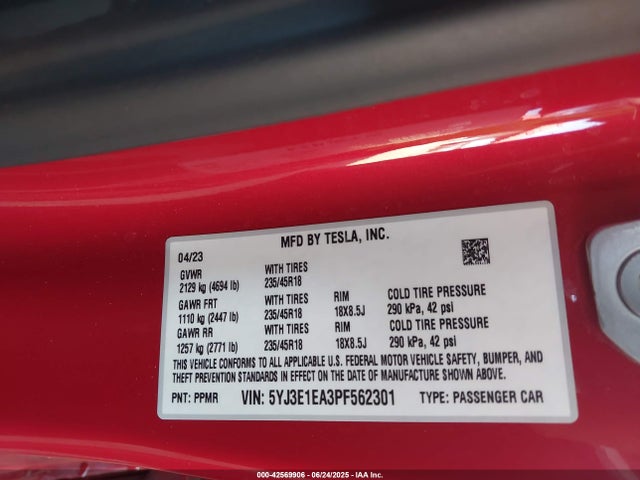 MFD BY TESLA, INC.
04/23
GVWR WITH TIRES
2129 kg (4694 lb) 235/45R18
GAWR FRT WITH TIRES RIM COLD TIRE PRESSURE
1110 kg (2447 lb) 235/45R18 18X8.5J 290 kPa, 42 psi
GAWR RR WITH TIRES RIM COLD TIRE PRESSURE
1257 kg (2771 lb) 235/45R18 18X8.5J 290 kPa, 42 psi
THIS VEHICLE CONFORMS TO ALL APPLICABLE U.S. FEDERAL MOTOR VEHICLE SAFETY, BUMPER, AND
THEFT PREVENTION STANDARDS IN EFFECT ON THE DATE OF MANUFACTURE SHOWN ABOVE.
PNT: PPMR VIN: 5YJ3E1EA3PF562301 TYPE: PASSENGER CAR
000-42569906 - 06/24/2025 - IAA Inc.